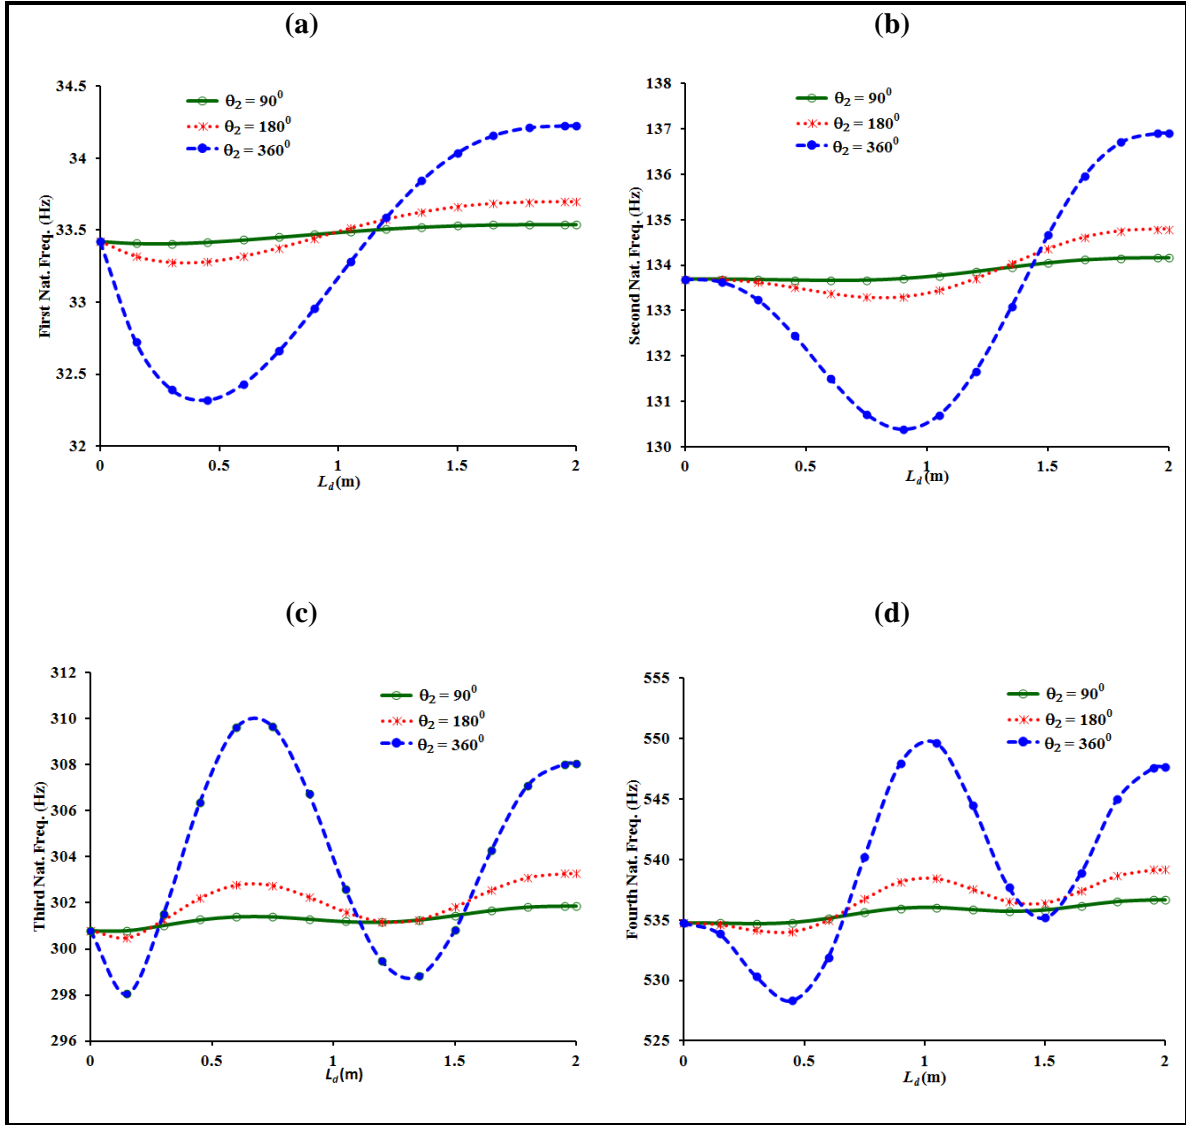 (a)
First Nat. Freq. (Hz)
34.5
34
33.5
33
32.5
32
0
0.5
1
1.5
2
L_d (m)
θ₂ = 90⁰
θ₂ = 180⁰
θ₂ = 360⁰
(b)
Second Nat. Freq. (Hz)
138
137
136
135
134
133
132
131
130
0
0.5
1
1.5
2
L_d (m)
θ₂ = 90⁰
θ₂ = 180⁰
θ₂ = 360⁰
(c)
Third Nat. Freq. (Hz)
312
310
308
306
304
302
300
298
296
0
0.5
1
1.5
2
L_d (m)
θ₂ = 90⁰
θ₂ = 180⁰
θ₂ = 360⁰
(d)
Fourth Nat. Freq. (Hz)
555
550
545
540
535
530
525
0
0.5
1
1.5
2
L_d (m)
θ₂ = 90⁰
θ₂ = 180⁰
θ₂ = 360⁰